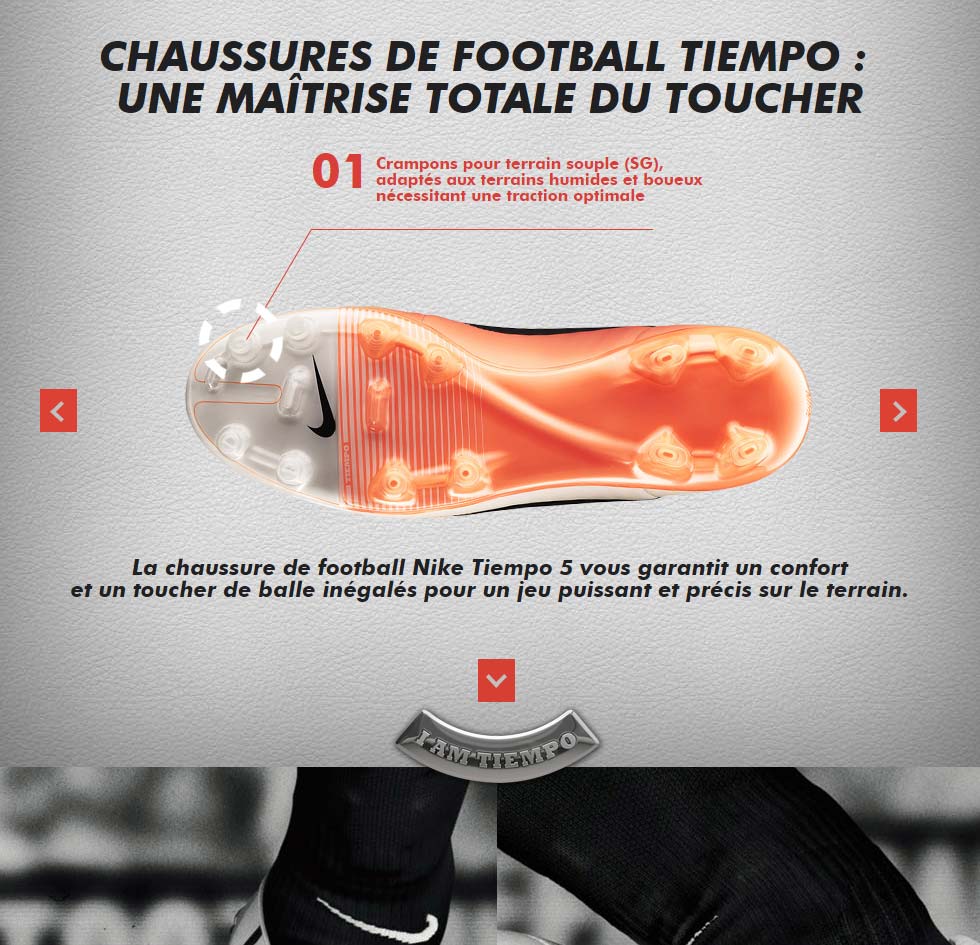 CHAUSSURES DE FOOTBALL TIEMPO :
UNE MAÎTRISE TOTALE DU TOUCHER
01 Crampons pour terrain souple (SG),
adaptés aux terrains humides et boueux
nécessitant une traction optimale
TIEMPO
La chaussure de football Nike Tiempo 5 vous garantit un confort
et un toucher de balle inégalés pour un jeu puissant et précis sur le terrain.
I AM TIEMPO